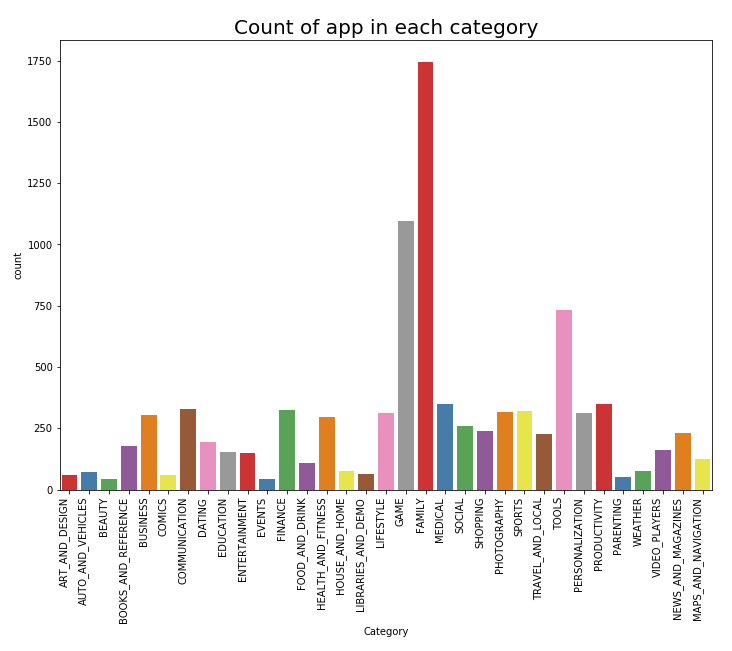 Count of app in each category
1750
1500
1250
1000
750
500
250
0
count
ART_AND_DESIGN
AUTO_AND_VEHICLES
BEAUTY
BOOKS_AND_REFERENCE
BUSINESS
COMICS
COMMUNICATION
DATING
EDUCATION
ENTERTAINMENT
EVENTS
FINANCE
FOOD_AND_DRINK
HEALTH_AND_FITNESS
HOUSE_AND_HOME
LIBRARIES_AND_DEMO
LIFESTYLE
GAME
FAMILY
MEDICAL
SOCIAL
SHOPPING
PHOTOGRAPHY
SPORTS
TRAVEL_AND_LOCAL
TOOLS
PERSONALIZATION
PRODUCTIVITY
PARENTING
WEATHER
VIDEO_PLAYERS
NEWS_AND_MAGAZINES
MAPS_AND_NAVIGATION
Category